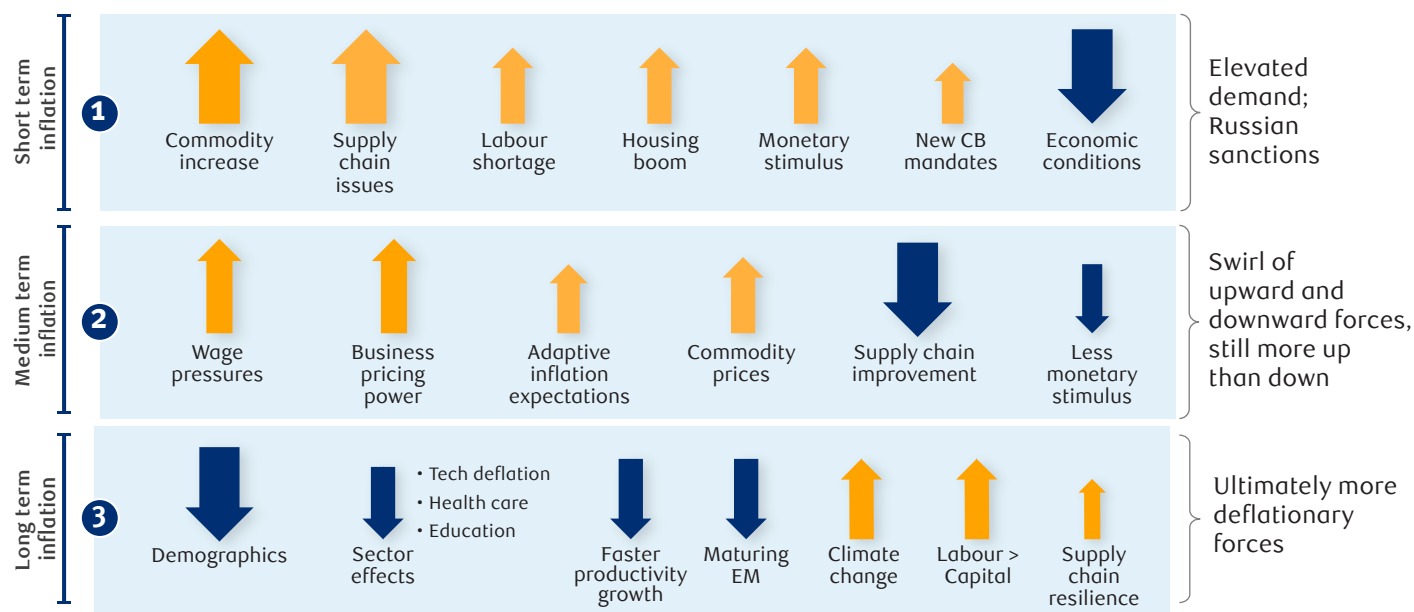 Short term
inflation
1
Commodity
increase
Supply
chain
issues
Labour
shortage
Housing
boom
Monetary
stimulus
New CB
mandates
Economic
conditions
Elevated
demand;
Russian
sanctions
Medium term
inflation
2
Wage
pressures
Business
pricing
power
Adaptive
inflation
expectations
Commodity
prices
Supply chain
improvement
Less
monetary
stimulus
Swirl of
upward and
downward forces,
still more up
than down
Long term
inflation
3
Demographics
Sector
effects
• Tech deflation
• Health care
• Education
Faster
productivity
growth
Maturing
EM
Climate
change
Labour >
Capital
Supply
chain
resilience
Ultimately more
deflationary
forces